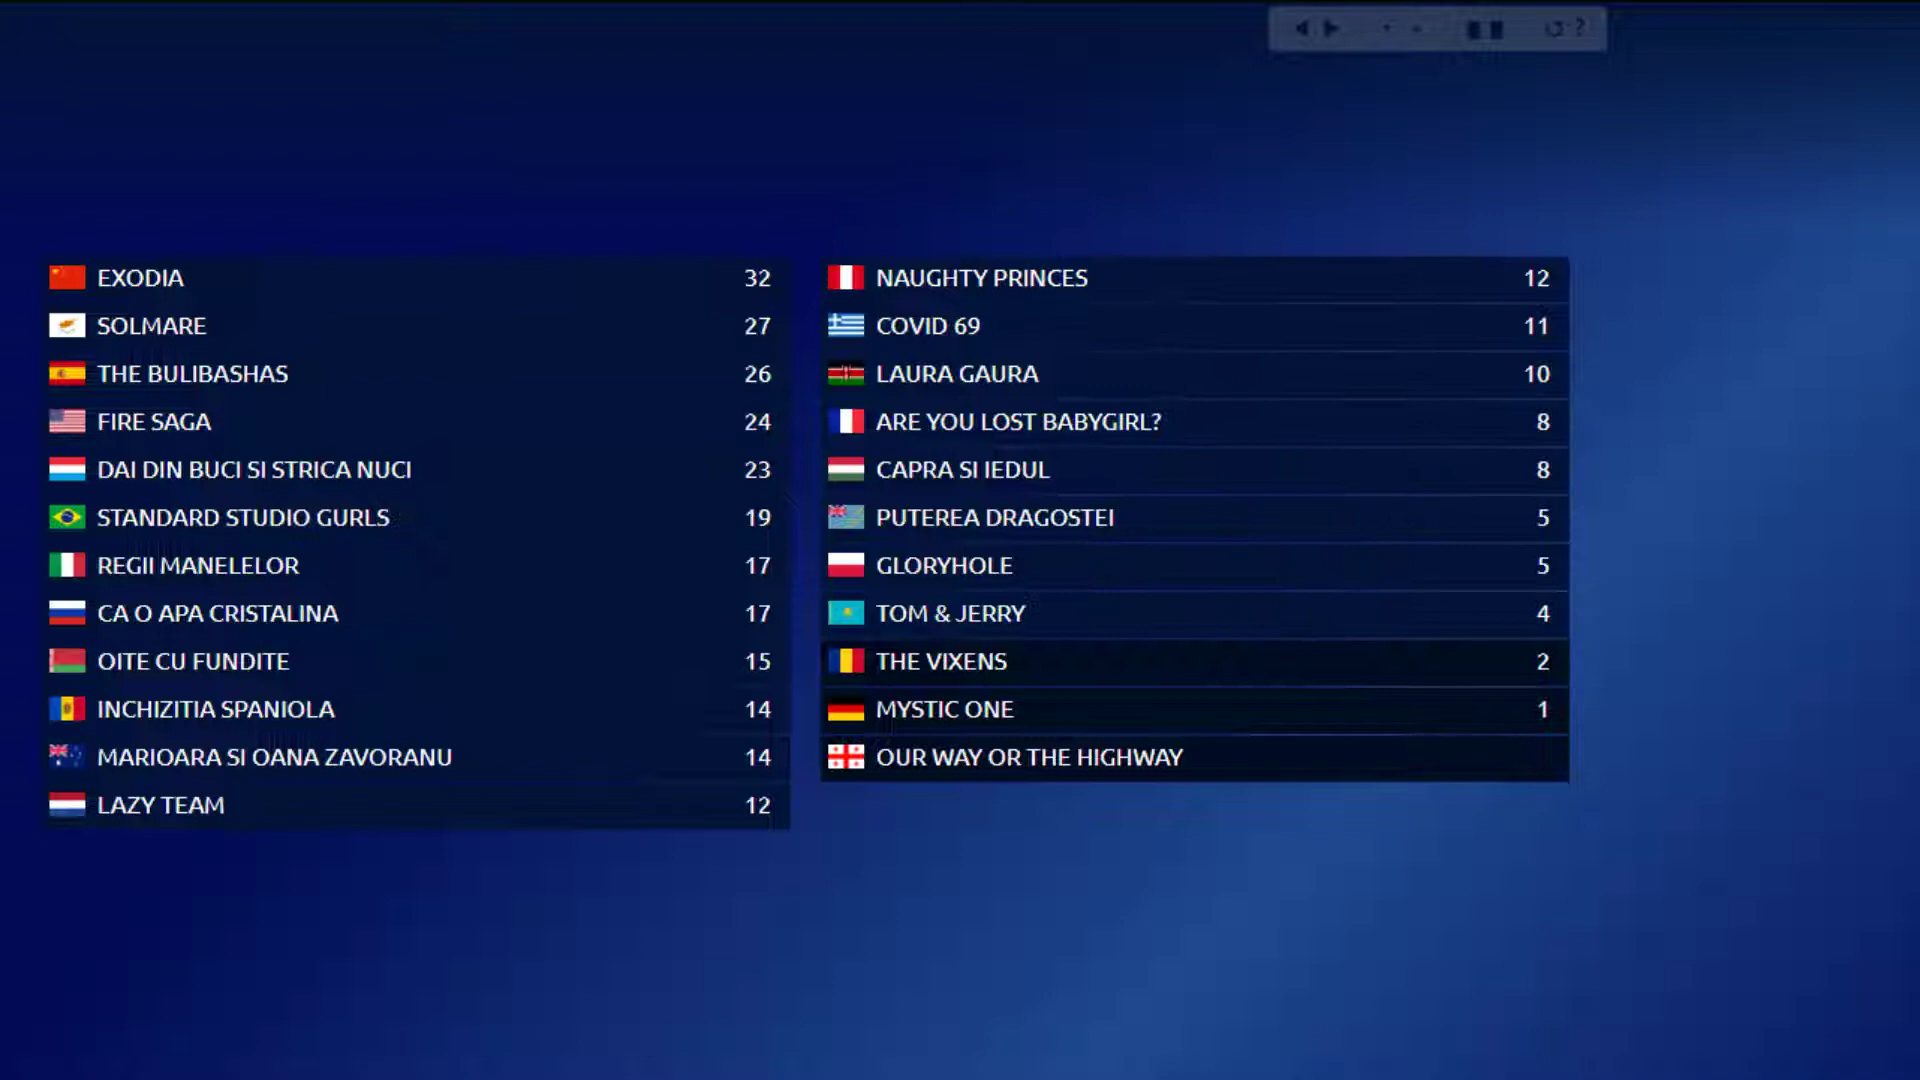 EXODIA 32
SOLMARE 27
THE BULIBASHAS 26
FIRE SAGA 24
DAI DIN BUCI SI STRICA NUCI 23
STANDARD STUDIO GURLS 19
REGII MANELELOR 17
CA O APA CRISTALINA 17
OITE CU FUNDITE 15
INCHIZITIA SPANIOLA 14
MARIOARA SI OANA ZAVORANU 14
LAZY TEAM 12
NAUGHTY PRINCES 12
COVID 69 11
LAURA GAURA 10
ARE YOU LOST BABYGIRL? 8
CAPRA SI IEDUL 8
PUTEREA DRAGOSTEI 5
GLORYHOLE 5
TOM & JERRY 4
THE VIXENS 2
MYSTIC ONE 1
OUR WAY OR THE HIGHWAY